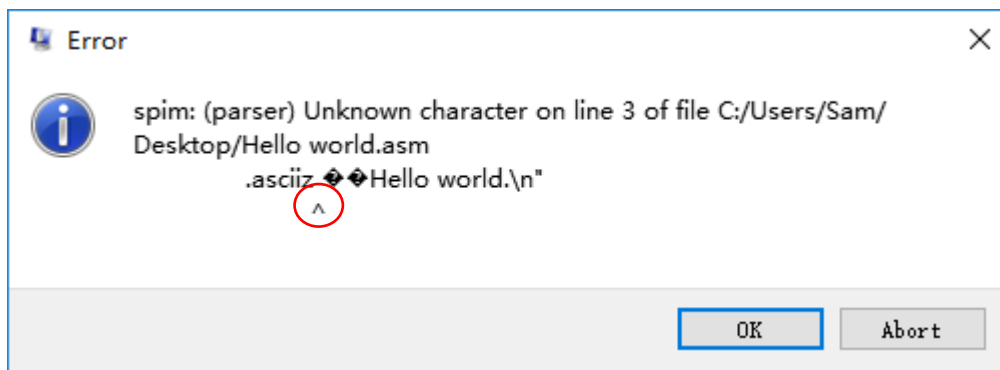 Error
spim: (parser) Unknown character on line 3 of file C:/Users/Sam/
Desktop/Hello world.asm
.asciiz ��Hello world.\n"
^
OK
Abort